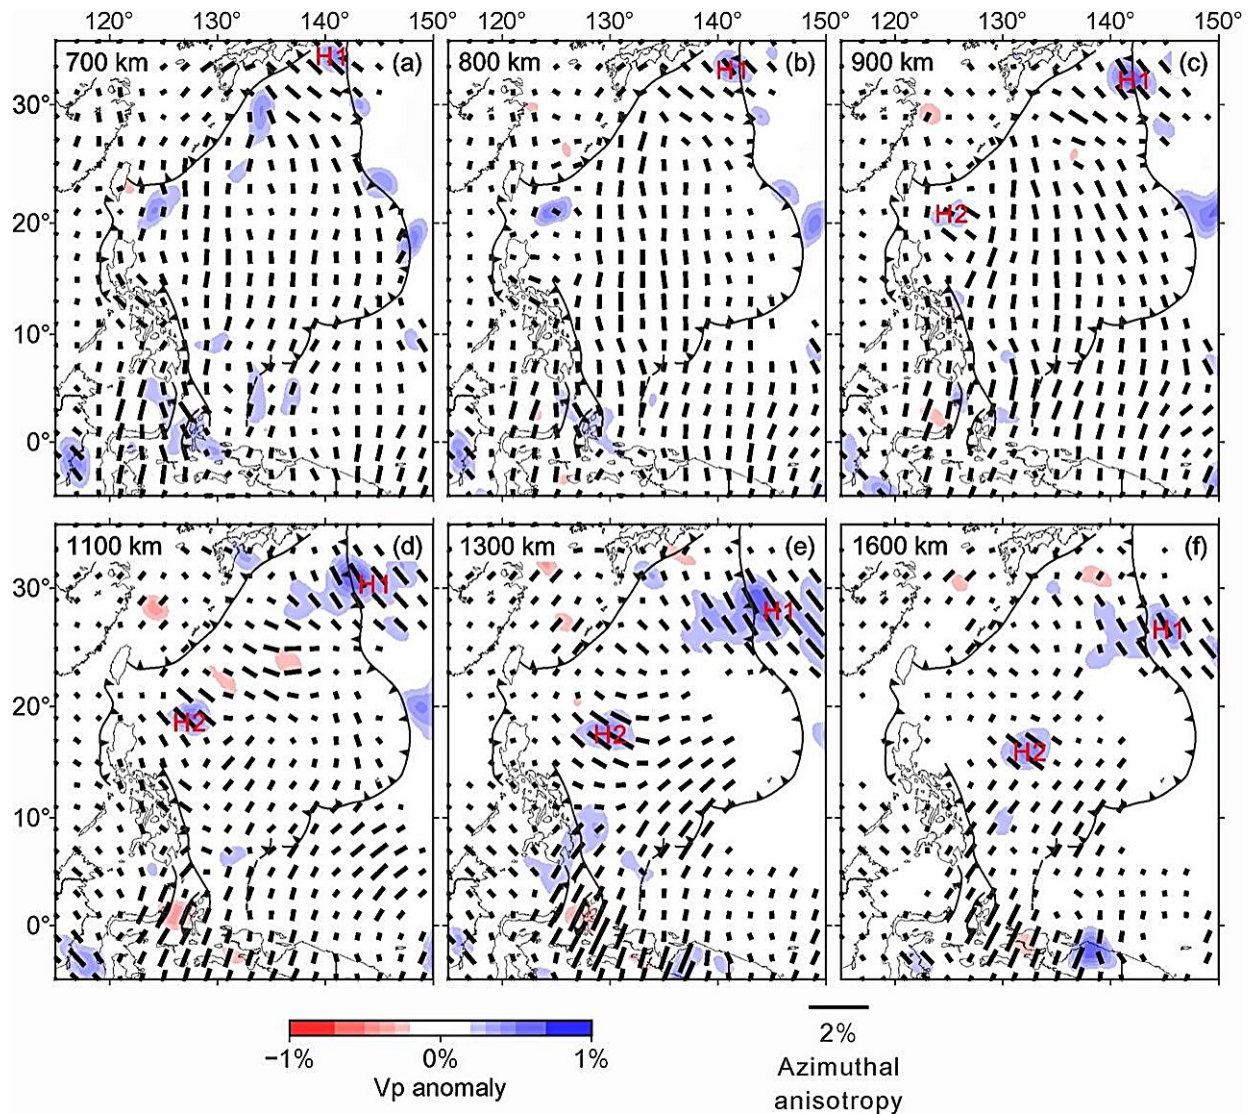 120° 130° 140° 150° 120° 130° 140° 150° 120° 130° 140° 150°
700 km H1 (a) 800 km H1 (b) 900 km H1 (c)
30°
20° H2
10°
0°
1100 km H1 (d) 1300 km H1 (e) 1600 km H1 (f)
30°
20° H2 H2 H2
10°
0°
−1% 0% 1%
Vp anomaly
2%
Azimuthal
anisotropy